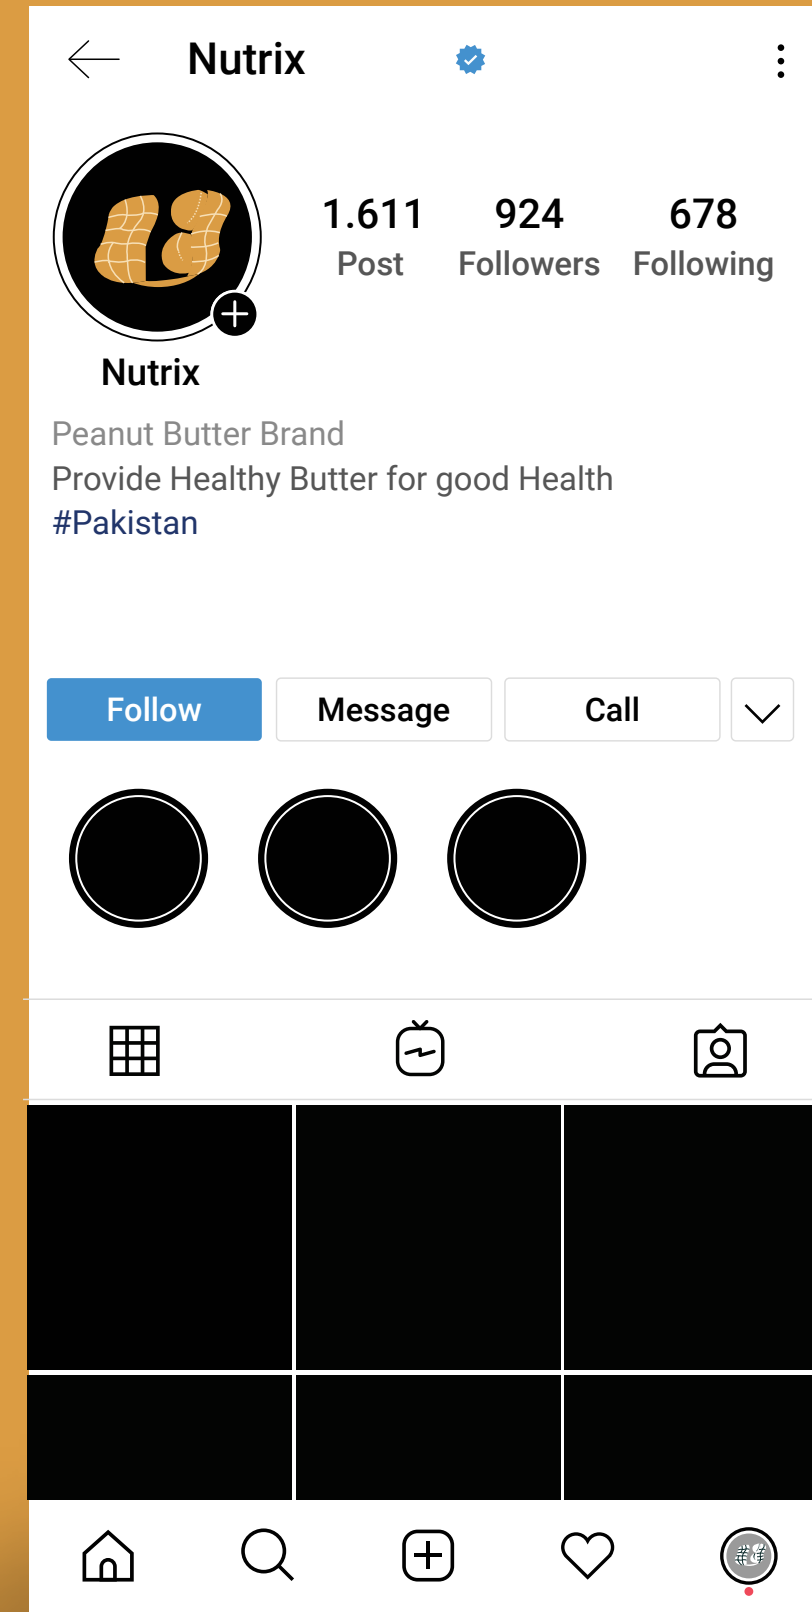 Nutrix
1.611 924 678
Post Followers Following
Nutrix
Peanut Butter Brand
Provide Healthy Butter for good Health
#Pakistan
Follow Message Call